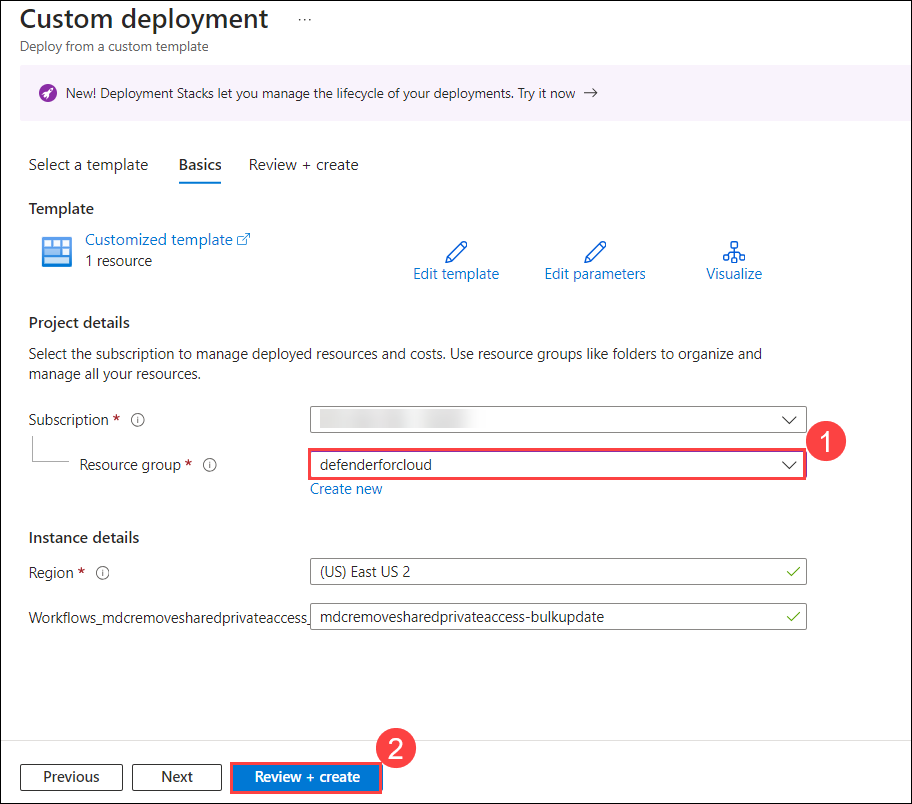 Custom deployment ...
Deploy from a custom template
New! Deployment Stacks let you manage the lifecycle of your deployments. Try it now →
Select a template Basics Review + create
Template
Customized template
1 resource
Edit template Edit parameters Visualize
Project details
Select the subscription to manage deployed resources and costs. Use resource groups like folders to organize and
manage all your resources.
Subscription *
1
Resource group * defenderforcloud
Create new
Instance details
Region * (US) East US 2
Workflows_mdcremovesharedprivateaccess_ mdcremovesharedprivateaccess-bulkupdate
2
Previous Next Review + create